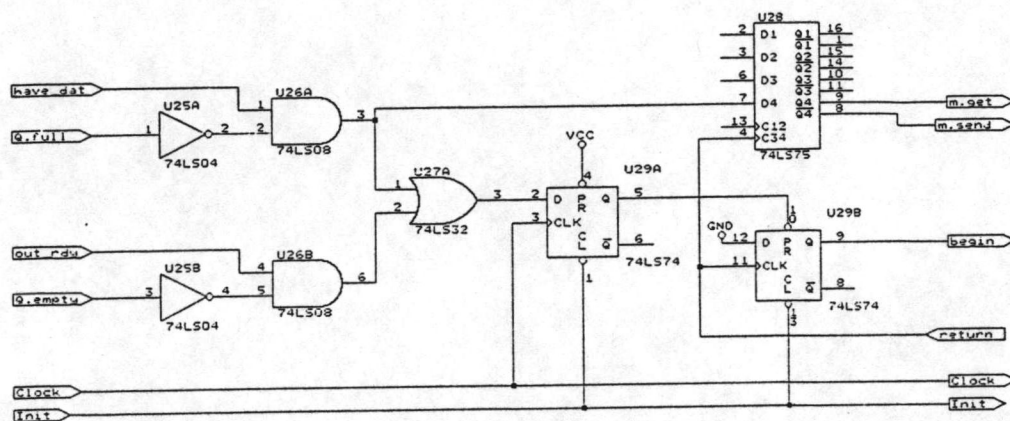 U28
2 D1 Q1 16
Q1 1
3 D2 Q2 15
Q2 14
6 D3 Q3 10
Q3 11
7 D4 Q4 9
Q4 8
13 C12
4 C34
74LS75
have dat
Q.full
U25A
1 2
74LS04
U26A
1
2
3
74LS08
m.get
m.send
U27A
1
2
3
74LS32
VCC
U29A
4
2 D PR Q 5
3 CLK
CL Q 6
1
74LS74
U29B
GND
10
12 D PR Q 9
11 CLK
CL Q 8
13
74LS74
begin
return
out rdy
Q.empty
U25B
3 4
74LS04
U26B
4
5
6
74LS08
Clock
Clock
Init
Init